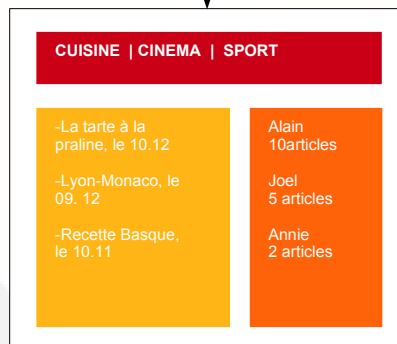 CUISINE | CINEMA | SPORT
-La tarte à la
praline, le 10.12
-Lyon-Monaco, le
09. 12
-Recette Basque,
le 10.11
Alain
10articles
Joel
5 articles
Annie
2 articles